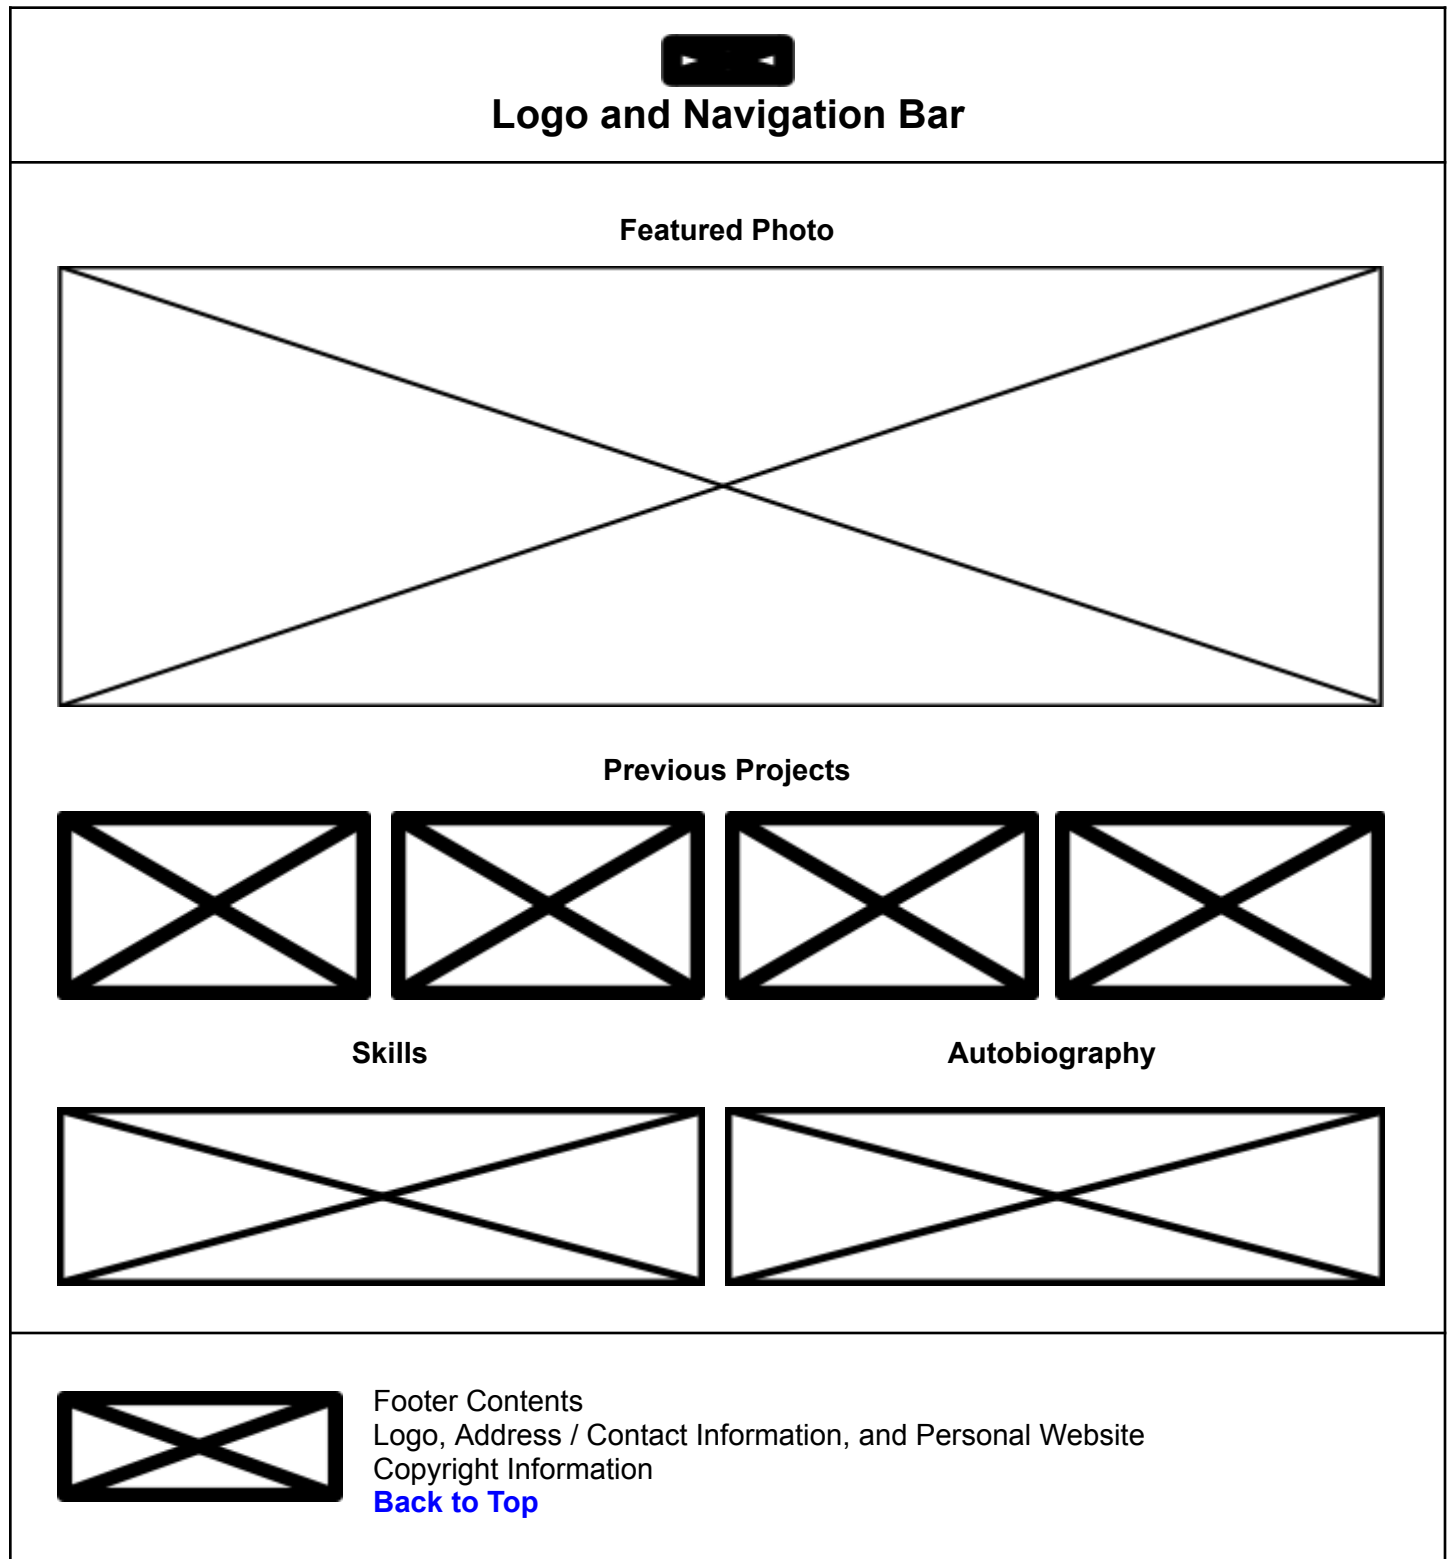 Logo and Navigation Bar
Featured Photo
Previous Projects
Skills
Autobiography
Footer Contents
Logo, Address / Contact Information, and Personal Website
Copyright Information
Back to Top